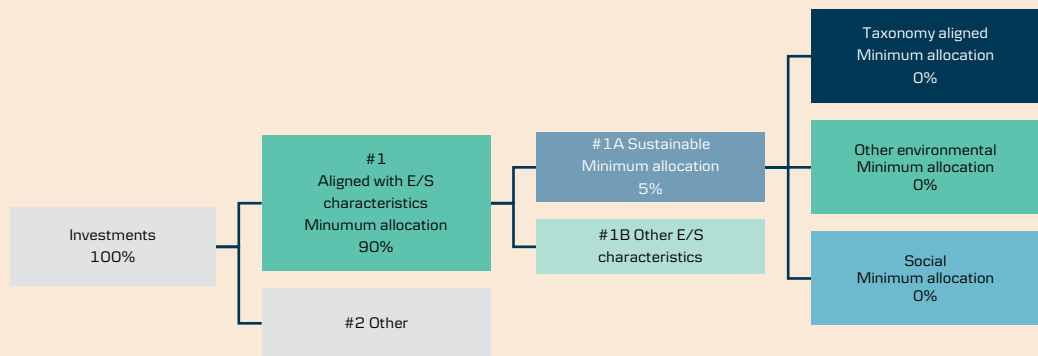 Investments
100%
#1
Aligned with E/S
characteristics
Minumum allocation
90%
#2 Other
#1A Sustainable
Minimum allocation
5%
#1B Other E/S
characteristics
Taxonomy aligned
Minimum allocation
0%
Other environmental
Minimum allocation
0%
Social
Minimum allocation
0%